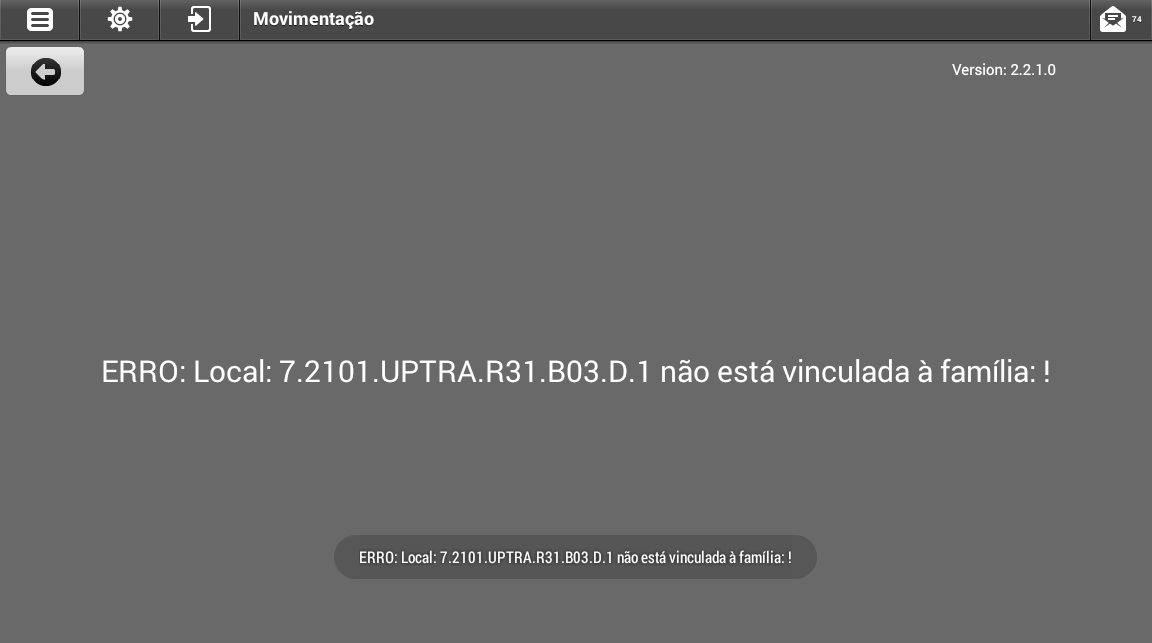 Movimentação
74
Version: 2.2.1.0
ERRO: Local: 7.2101.UPTRA.R31.B03.D.1 não está vinculada à família: !
ERRO: Local: 7.2101.UPTRA.R31.B03.D.1 não está vinculada à família: !